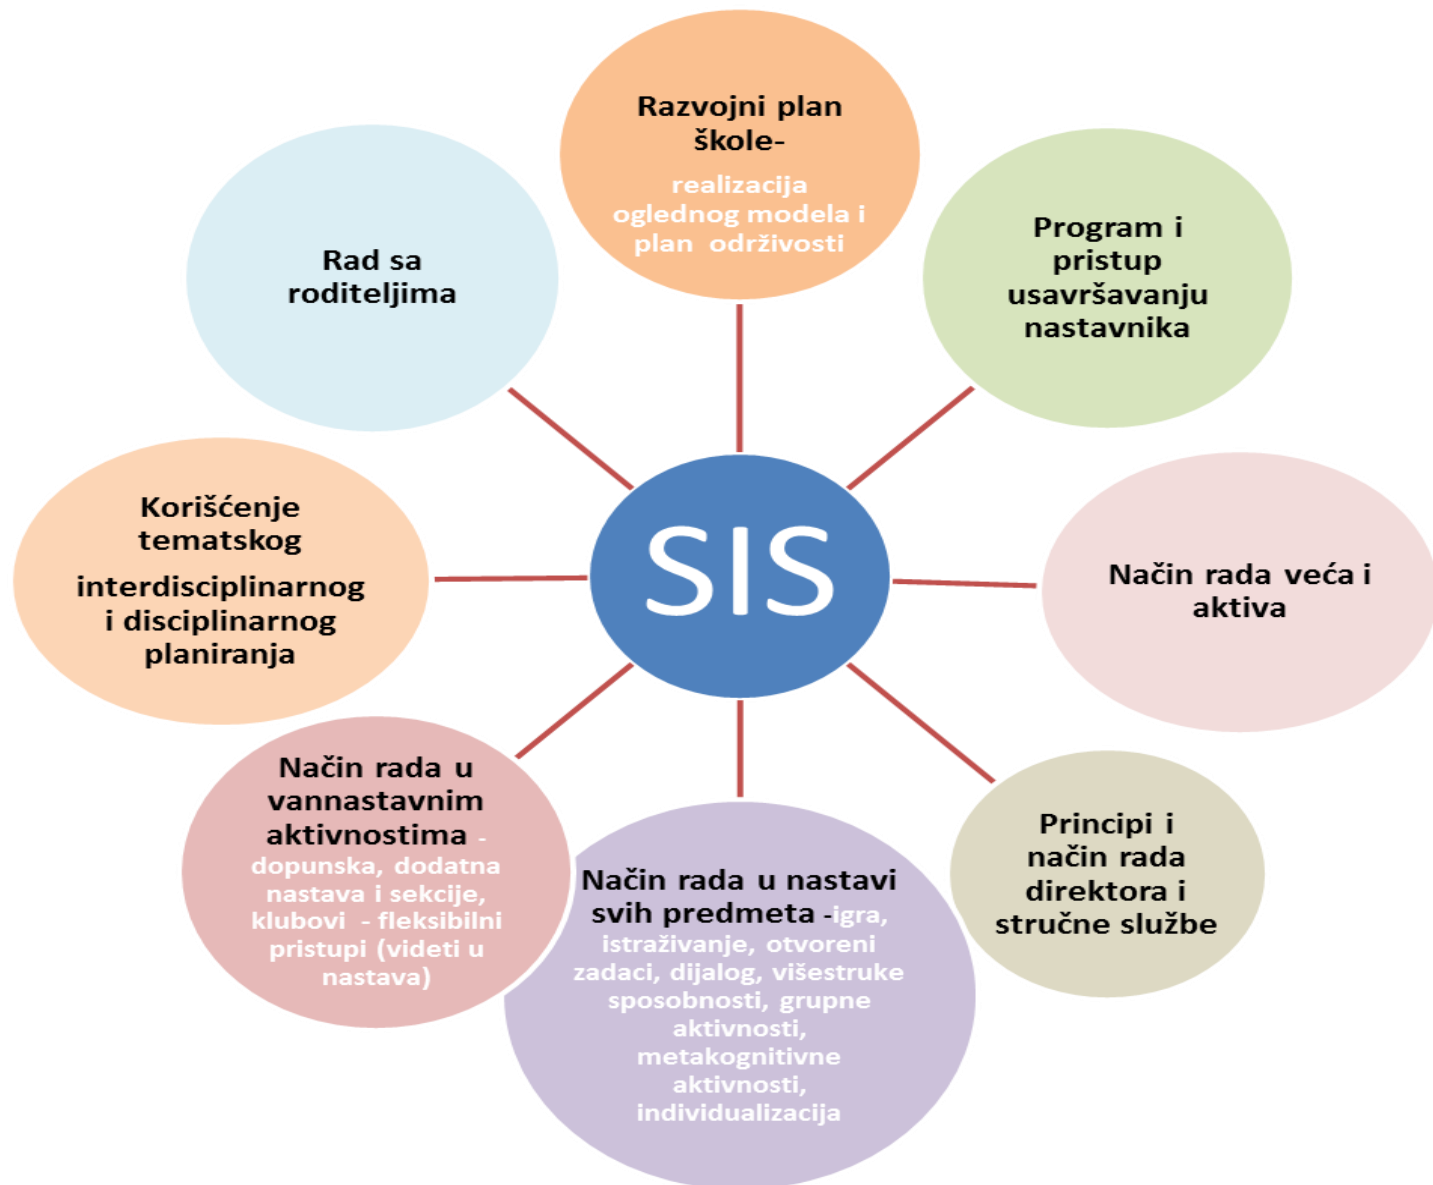 Razvojni plan
škole-
realizacija
oglednog modela i
plan održivosti
Program i
pristup
usavršavanju
nastavnika
Način rada veća i
aktiva
Principi i
način rada
direktora i
stručne službe
Način rada u nastavi
svih predmeta -igra,
istraživanje, otvoreni
zadaci, dijalog, višestruke
sposobnosti, grupne
aktivnosti,
metakognitivne
aktivnosti,
individualizacija
Način rada u
vannastavnim
aktivnostima -
dopunska, dodatna
nastava i sekcije,
klubovi - fleksibilni
pristupi (videti u
nastava)
Korišćenje
tematskog
interdisciplinarnog
i disciplinarnog
planiranja
Rad sa
roditeljima
SIS